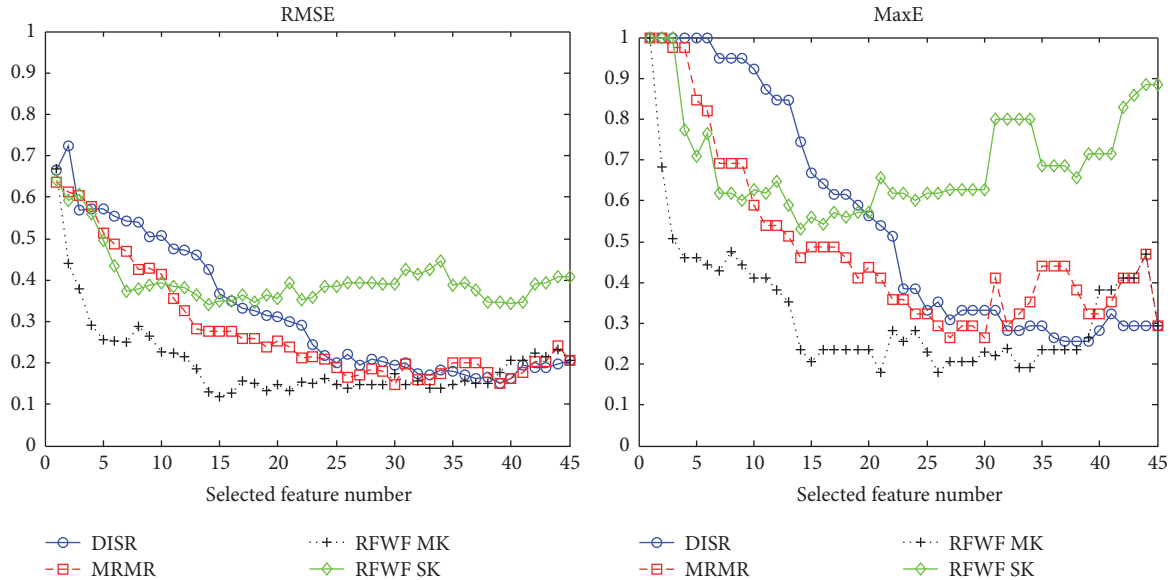 RMSE
1
0.9
0.8
0.7
0.6
0.5
0.4
0.3
0.2
0.1
0
0 5 10 15 20 25 30 35 40 45
Selected feature number
DISR
MRMR
RFWF MK
RFWF SK
MaxE
1
0.9
0.8
0.7
0.6
0.5
0.4
0.3
0.2
0.1
0
0 5 10 15 20 25 30 35 40 45
Selected feature number
DISR
MRMR
RFWF MK
RFWF SK